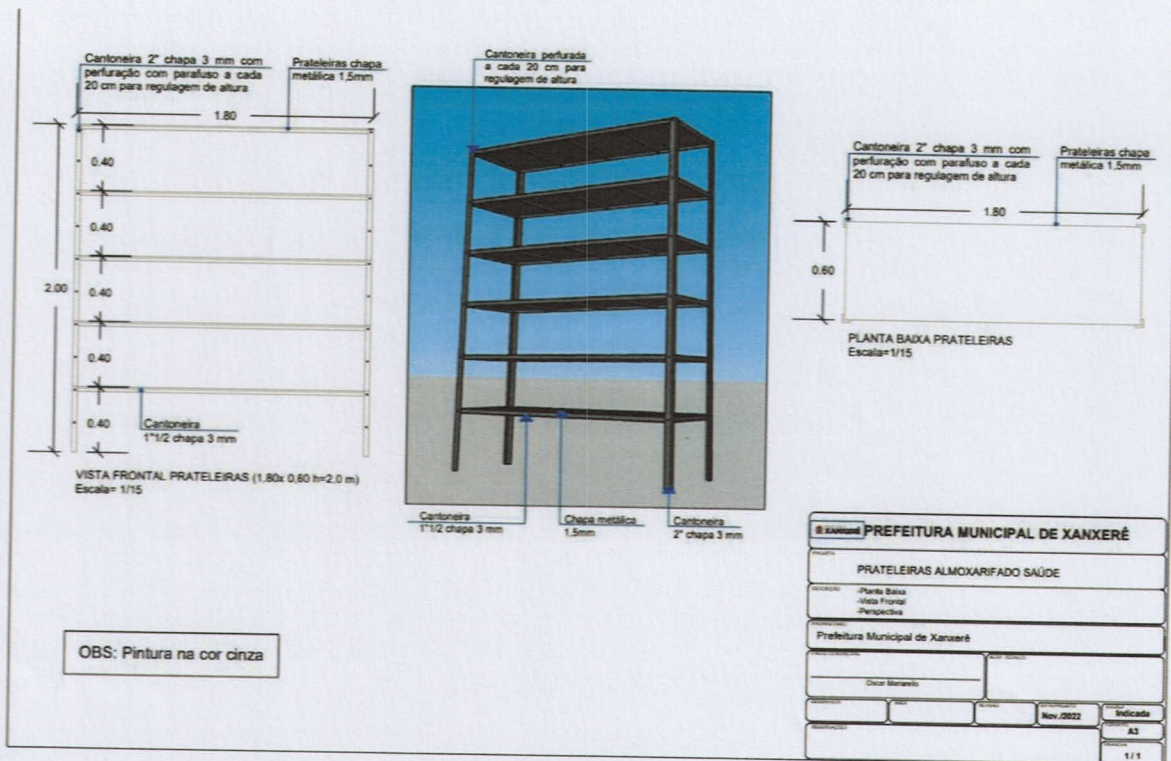 Cantoneira 2" chapa 3 mm com
perfuração com parafuso a cada
20 cm para regulagem de altura
Prateleiras chapa
metálica 1,5mm
1.80
2.00
0.40
0.40
0.40
0.40
0.40
Cantoneira
1"1/2 chapa 3 mm
VISTA FRONTAL PRATELEIRAS (1,80x 0,60 h=2,0 m)
Escala= 1/15
Cantoneira perfurada
a cada 20 cm para
regulagem de altura
Cantoneira
1"1/2 chapa 3 mm
Chapa metálica
1,5mm
Cantoneira
2" chapa 3 mm
Cantoneira 2" chapa 3 mm com
perfuração com parafuso a cada
20 cm para regulagem de altura
Prateleiras chapa
metálica 1,5mm
1.80
0.60
PLANTA BAIXA PRATELEIRAS
Escala=1/15
OBS: Pintura na cor cinza
XANXERÊ
PREFEITURA MUNICIPAL DE XANXERÊ
PRATELEIRAS ALMOXARIFADO SAÚDE
-Planta Baixa
-Vista Frontal
-Perspectiva
Prefeitura Municipal de Xanxerê
Nov./2022
Indicada
A3
1/1